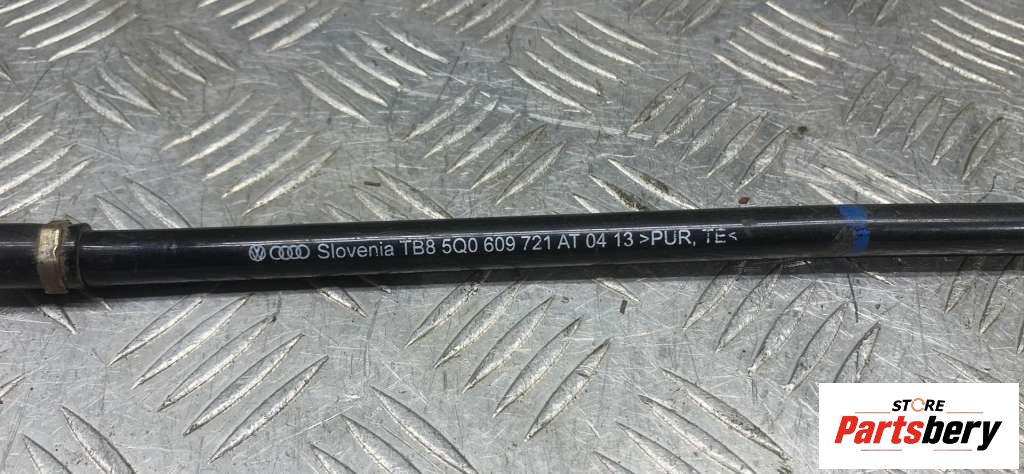 Slovenia TB8 5Q0 609 721 AT 04 13 >PUR, TE<
STORE
Partsbery